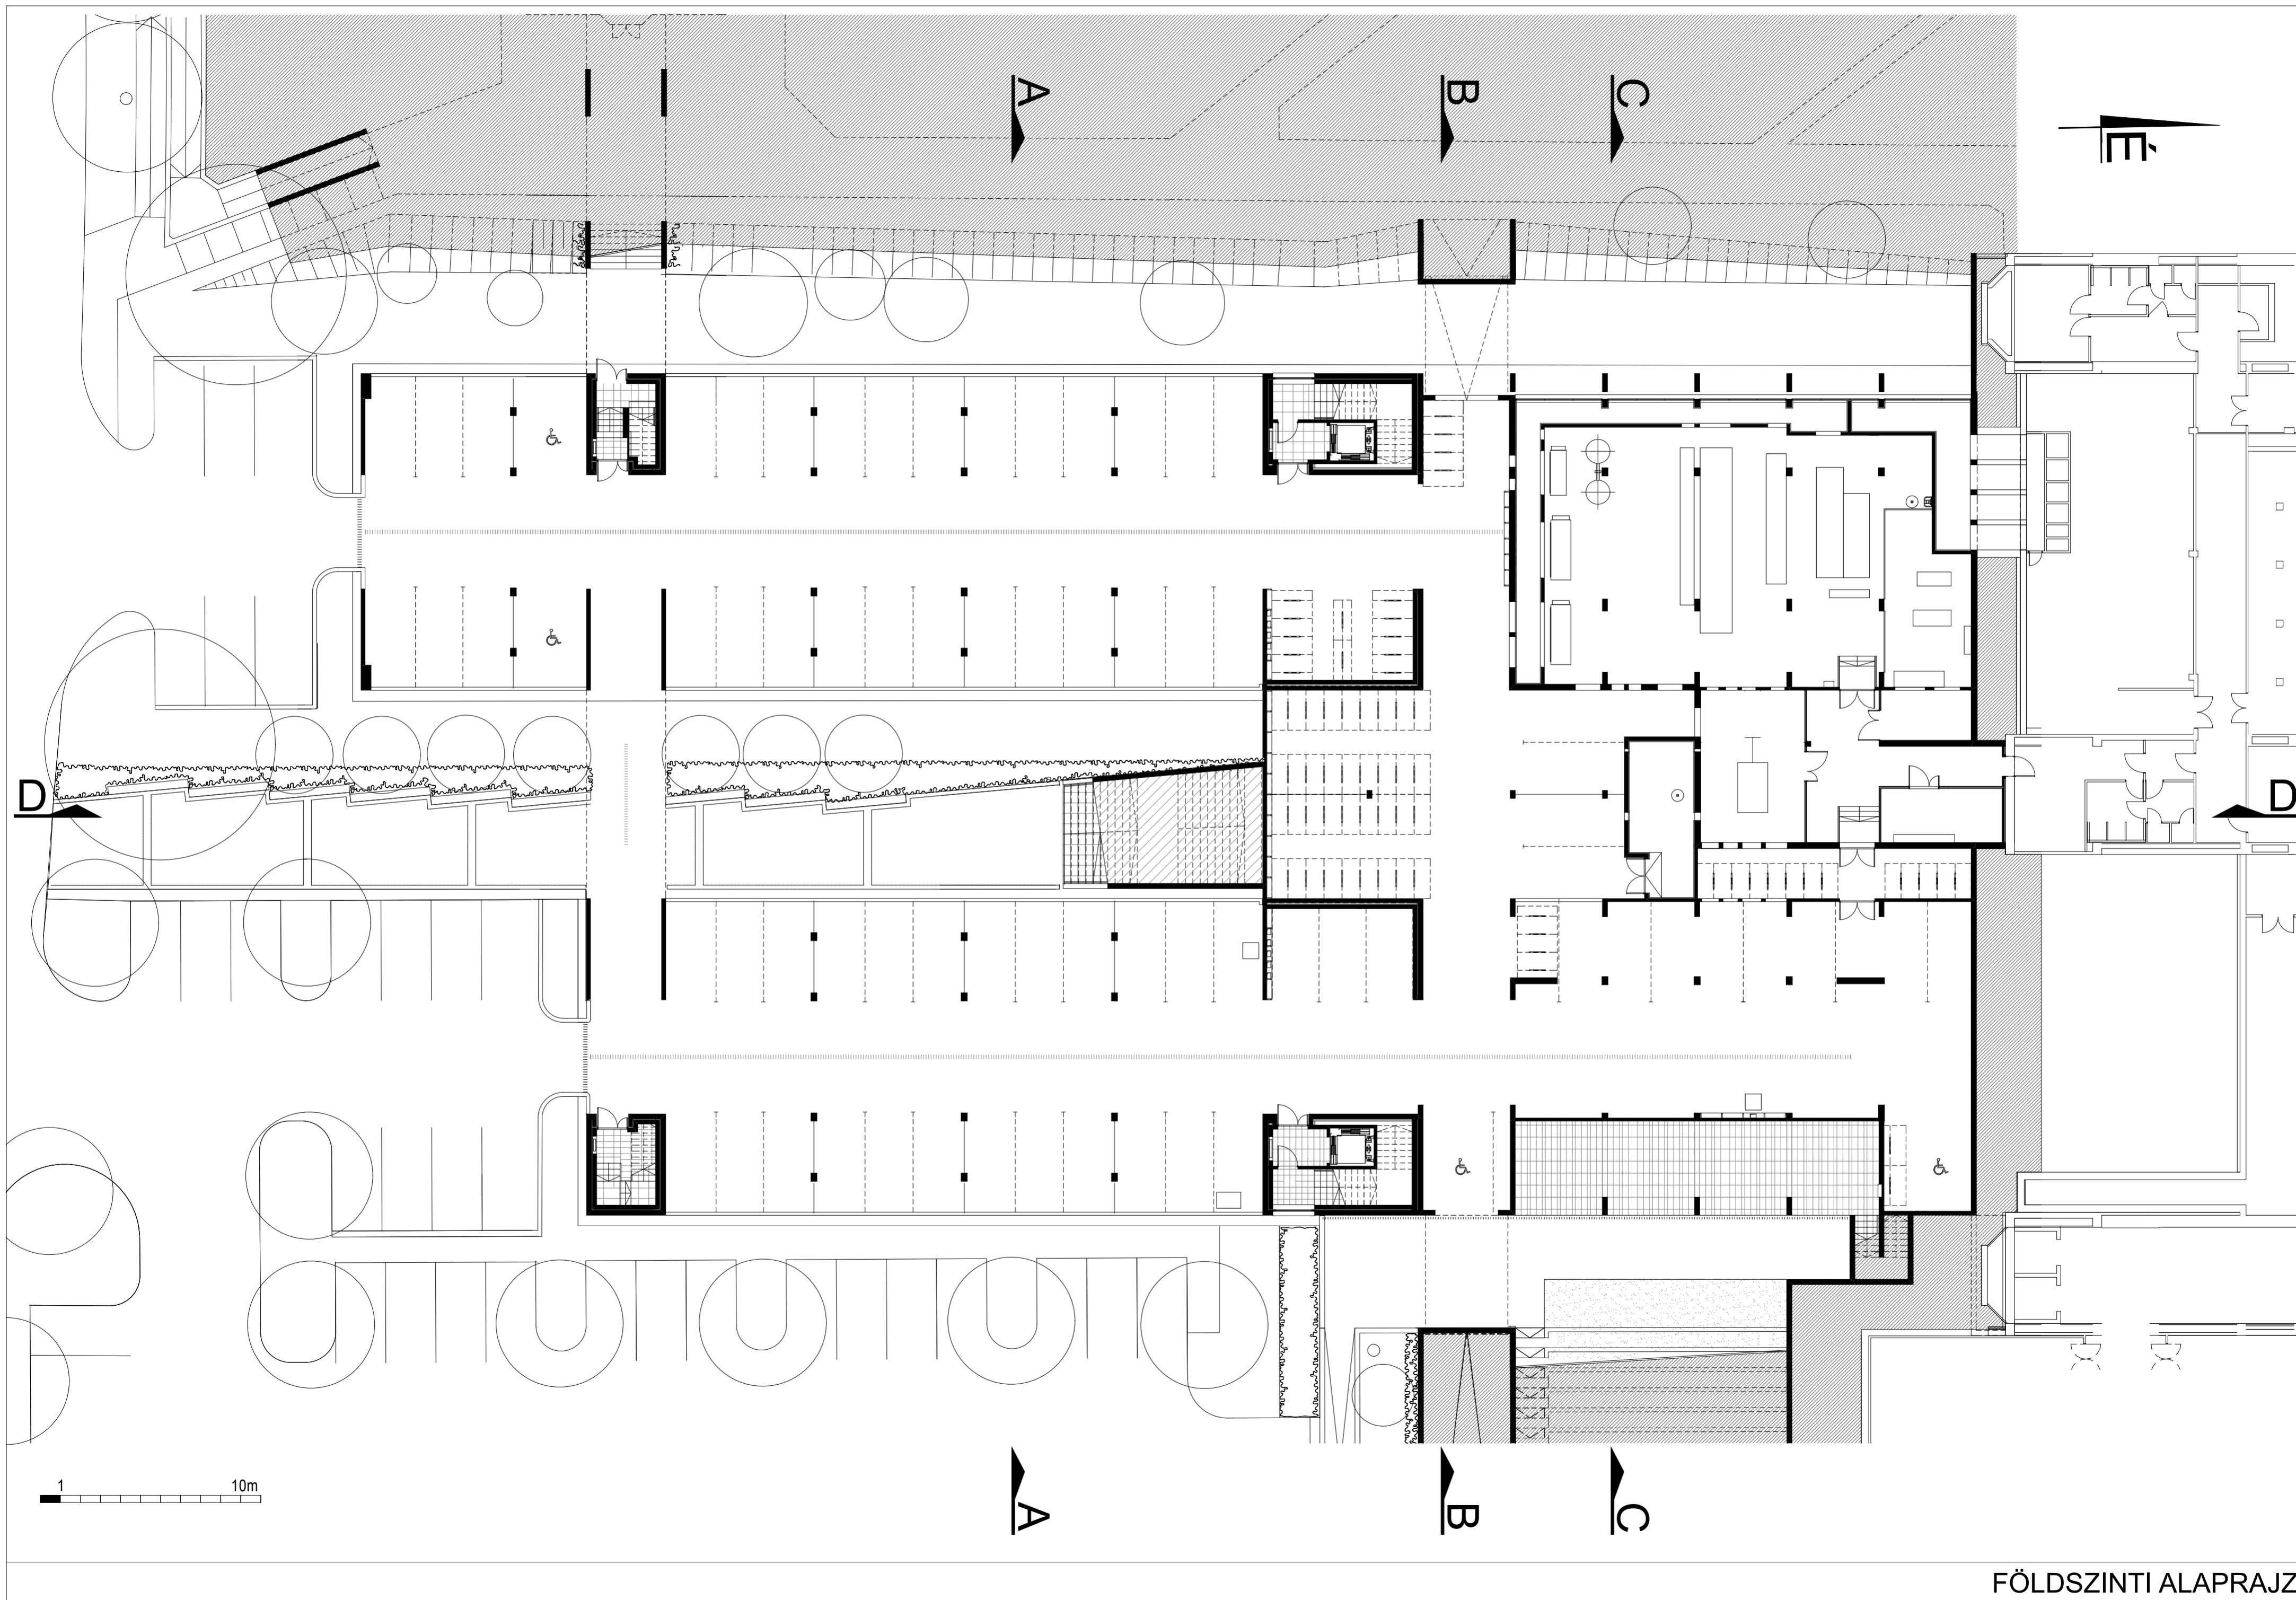 A B C
É
D D
1 10m
A B C
FÖLDSZINTI ALAPRAJZ